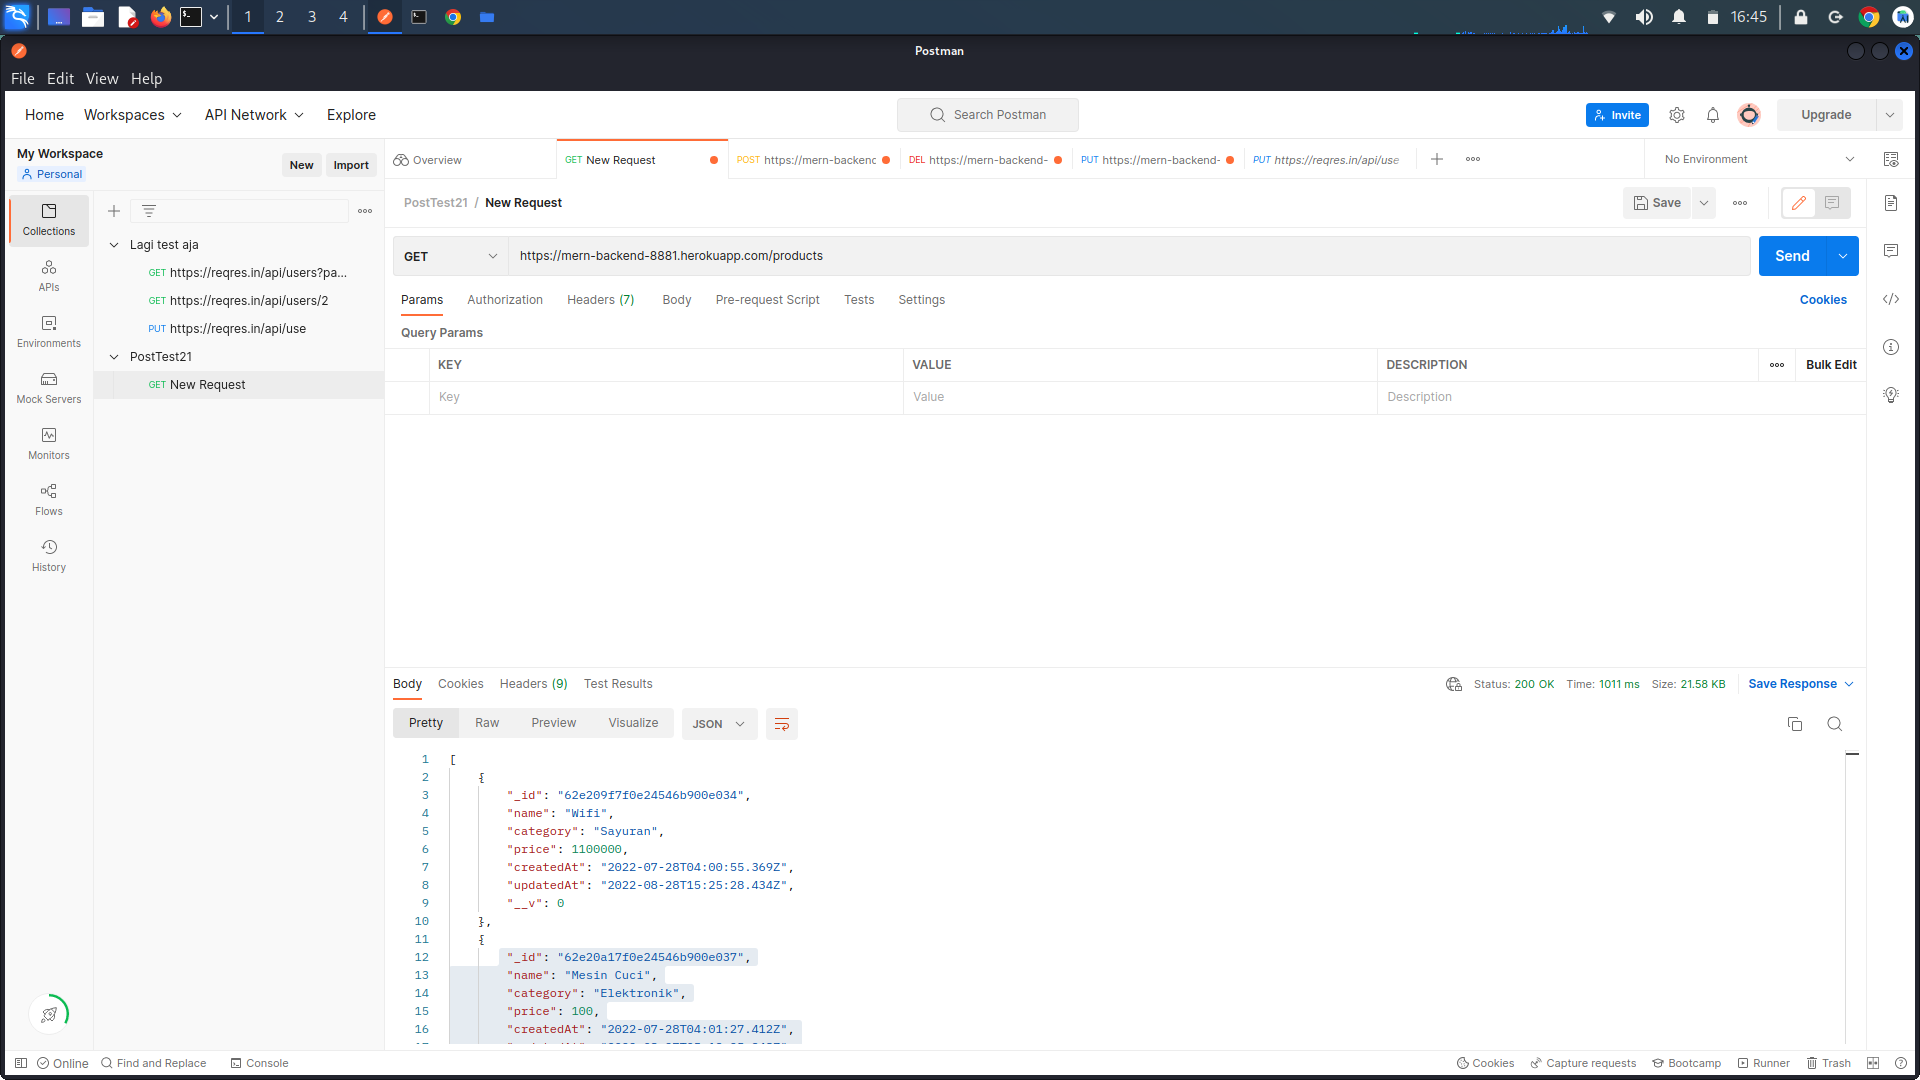 1 2 3 4 16:45
Postman
File Edit View Help
Home Workspaces API Network Explore Search Postman Invite Upgrade
My Workspace
Personal
New Import
Overview GET New Request POST https://mern-backenc DEL https://mern-backend- PUT https://mern-backend- PUT https://reqres.in/api/use No Environment
Collections
APIs
Environments
Mock Servers
Monitors
Flows
History
Lagi test aja
GET https://reqres.in/api/users?pa...
GET https://reqres.in/api/users/2
PUT https://reqres.in/api/use
PostTest21
GET New Request
PostTest21 / New Request Save
GET https://mern-backend-8881.herokuapp.com/products Send
Params Authorization Headers (7) Body Pre-request Script Tests Settings Cookies
Query Params
KEY VALUE DESCRIPTION Bulk Edit
Key Value Description
Body Cookies Headers (9) Test Results Status: 200 OK Time: 1011 ms Size: 21.58 KB Save Response
Pretty Raw Preview Visualize JSON
1 [
2 {
3 "_id": "62e209f7f0e24546b900e034",
4 "name": "Wifi",
5 "category": "Sayuran",
6 "price": 1100000,
7 "createdAt": "2022-07-28T04:00:55.369Z",
8 "updatedAt": "2022-08-28T15:25:28.434Z",
9 "__v": 0
10 },
11 {
12 "_id": "62e20a17f0e24546b900e037",
13 "name": "Mesin Cuci",
14 "category": "Elektronik",
15 "price": 100,
16 "createdAt": "2022-07-28T04:01:27.412Z",
Online Find and Replace Console Cookies Capture requests Bootcamp Runner Trash